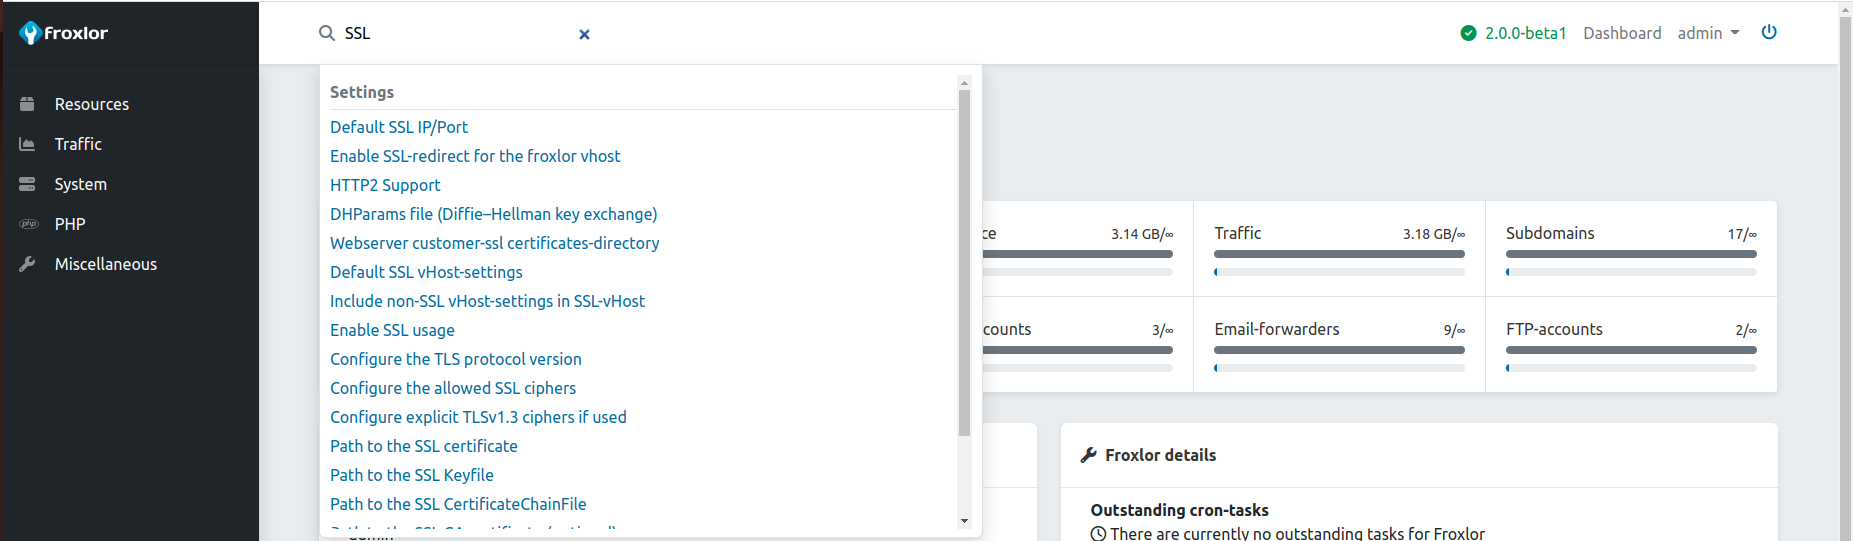 froxlor
SSL
2.0.0-beta1 Dashboard admin
Resources
Traffic
System
php PHP
Miscellaneous
Settings
Default SSL IP/Port
Enable SSL-redirect for the froxlor vhost
HTTP2 Support
DHParams file (Diffie–Hellman key exchange)
Webserver customer-ssl certificates-directory
Default SSL vHost-settings
Include non-SSL vHost-settings in SSL-vHost
Enable SSL usage
Configure the TLS protocol version
Configure the allowed SSL ciphers
Configure explicit TLSv1.3 ciphers if used
Path to the SSL certificate
Path to the SSL Keyfile
Path to the SSL CertificateChainFile
admin
ce 3.14 GB/∞
Traffic 3.18 GB/∞
Subdomains 17/∞
counts 3/∞
Email-forwarders 9/∞
FTP-accounts 2/∞
Froxlor details
Outstanding cron-tasks
There are currently no outstanding tasks for Froxlor